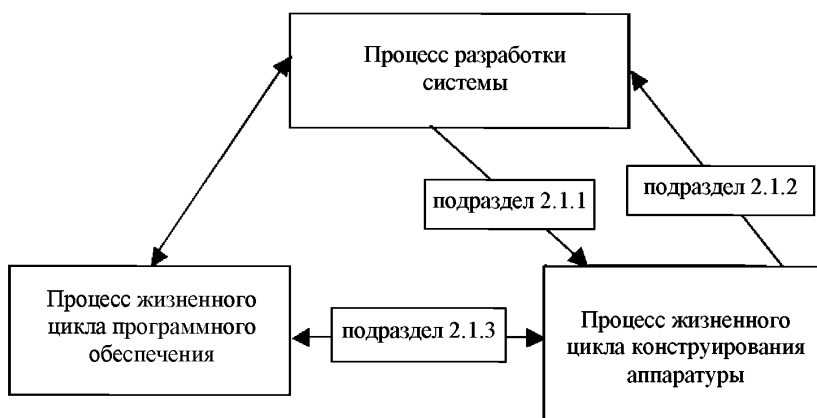 Процесс разработки
системы
подраздел 2.1.1
подраздел 2.1.2
Процесс жизненного
цикла программного
обеспечения
подраздел 2.1.3
Процесс жизненного
цикла конструирования
аппаратуры